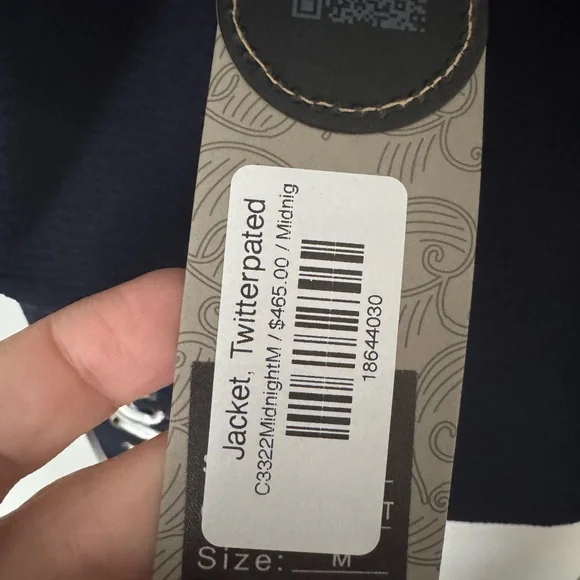 Jacket, Twitterpated
C3322MidnightM / $465.00 / Midnig
18644030
T
Size: M